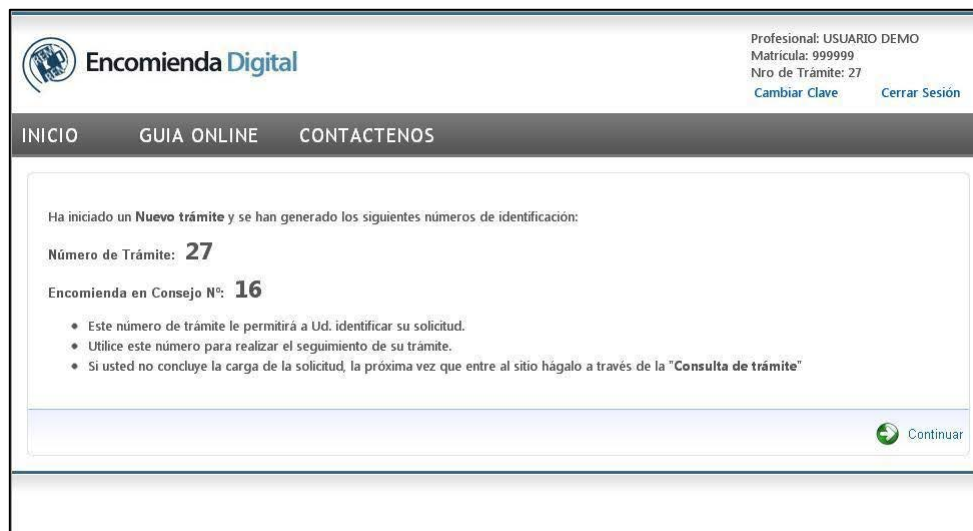 Encomienda Digital
Profesional: USUARIO DEMO
Matrícula: 999999
Nro de Trámite: 27
Cambiar Clave Cerrar Sesión
INICIO GUIA ONLINE CONTACTENOS
Ha iniciado un Nuevo trámite y se han generado los siguientes números de identificación:
Número de Trámite: 27
Encomienda en Consejo Nº: 16
• Este número de trámite le permitirá a Ud. identificar su solicitud.
• Utilice este número para realizar el seguimiento de su trámite.
• Si usted no concluye la carga de la solicitud, la próxima vez que entre al sitio hágalo a través de la "Consulta de trámite"
Continuar